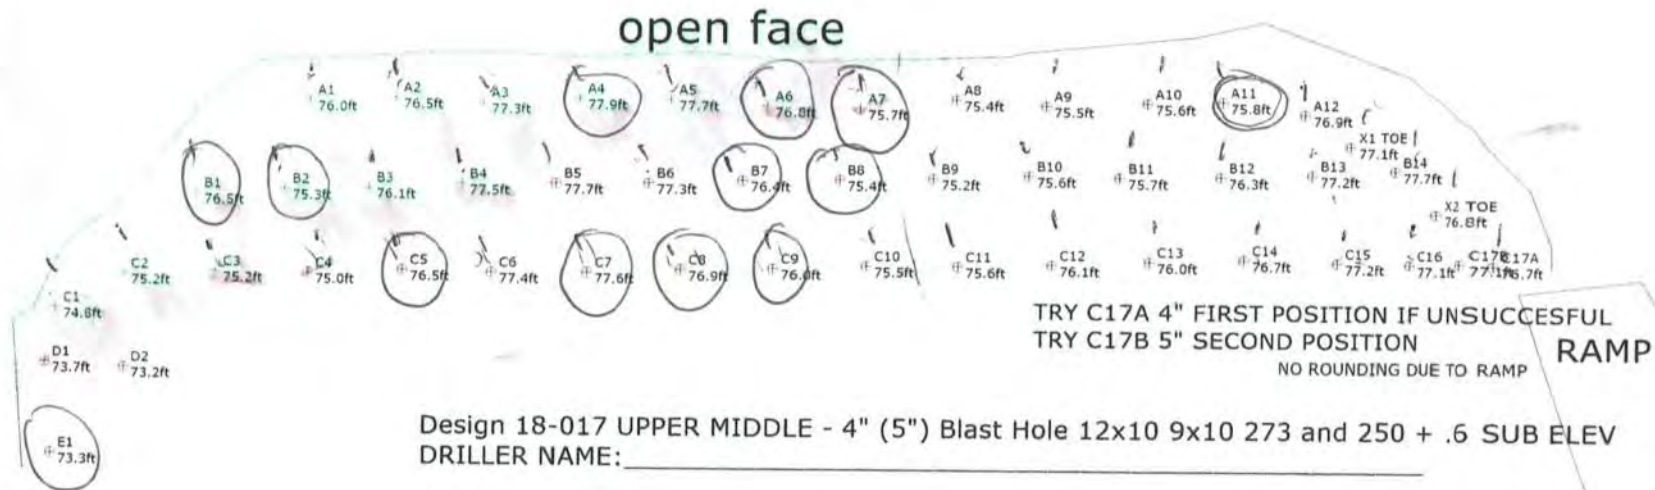 open face
A1 76.0ft
A2 76.5ft
A3 77.3ft
A4 77.9ft
A5 77.7ft
A6 76.8ft
A7 75.7ft
A8 75.4ft
A9 75.5ft
A10 75.6ft
A11 75.8ft
A12 76.9ft
X1 TOE 77.1ft
B1 76.5ft
B2 75.3ft
B3 76.1ft
B4 77.5ft
B5 77.7ft
B6 77.3ft
B7 76.4ft
B8 75.4ft
B9 75.2ft
B10 75.6ft
B11 75.7ft
B12 76.3ft
B13 77.2ft
B14 77.7ft
X2 TOE 76.8ft
C1 74.8ft
C2 75.2ft
C3 75.2ft
C4 75.0ft
C5 76.5ft
C6 77.4ft
C7 77.6ft
C8 76.9ft
C9 76.0ft
C10 75.5ft
C11 75.6ft
C12 76.1ft
C13 76.0ft
C14 76.7ft
C15 77.2ft
C16 77.1ft
C17B 77.1ft
C17A 76.7ft
D1 73.7ft
D2 73.2ft
E1 73.3ft
TRY C17A 4" FIRST POSITION IF UNSUCCESFUL
TRY C17B 5" SECOND POSITION
NO ROUNDING DUE TO RAMP
RAMP
Design 18-017 UPPER MIDDLE - 4" (5") Blast Hole 12x10 9x10 273 and 250 + .6 SUB ELEV
DRILLER NAME: